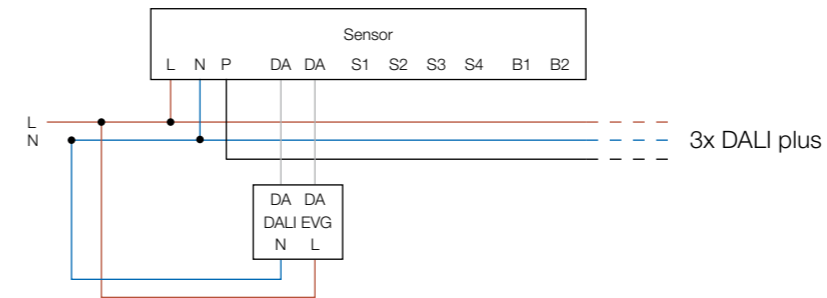 Sensor
L N P DA DA S1 S2 S3 S4 B1 B2
L
N
3x DALI plus
DA DA
DALI EVG
N L